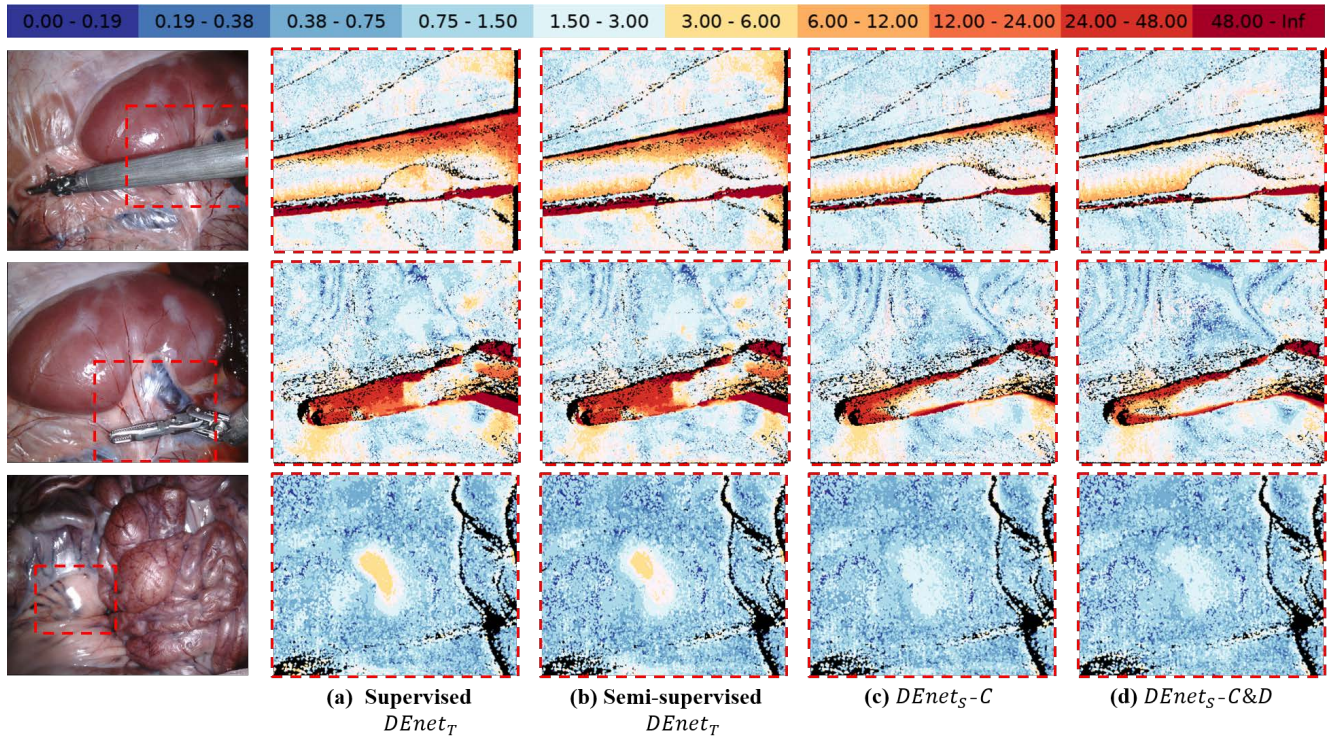 0.00 - 0.19 0.19 - 0.38 0.38 - 0.75 0.75 - 1.50 1.50 - 3.00 3.00 - 6.00 6.00 - 12.00 12.00 - 24.00 24.00 - 48.00 48.00 - Inf
(a) Supervised (b) Semi-supervised (c) DEnet_S-C (d) DEnet_S-C&D
DEnet_T DEnet_T